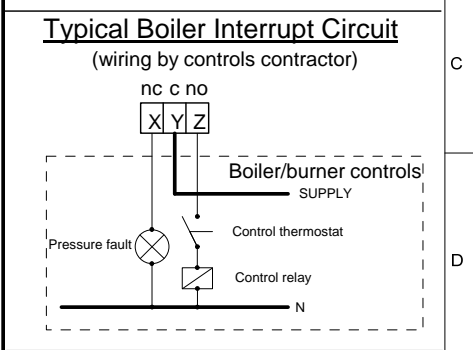 Typical Boiler Interrupt Circuit
(wiring by controls contractor)
nc c no
X Y Z
Boiler/burner controls
SUPPLY
Control thermostat
Pressure fault
Control relay
N
C
D